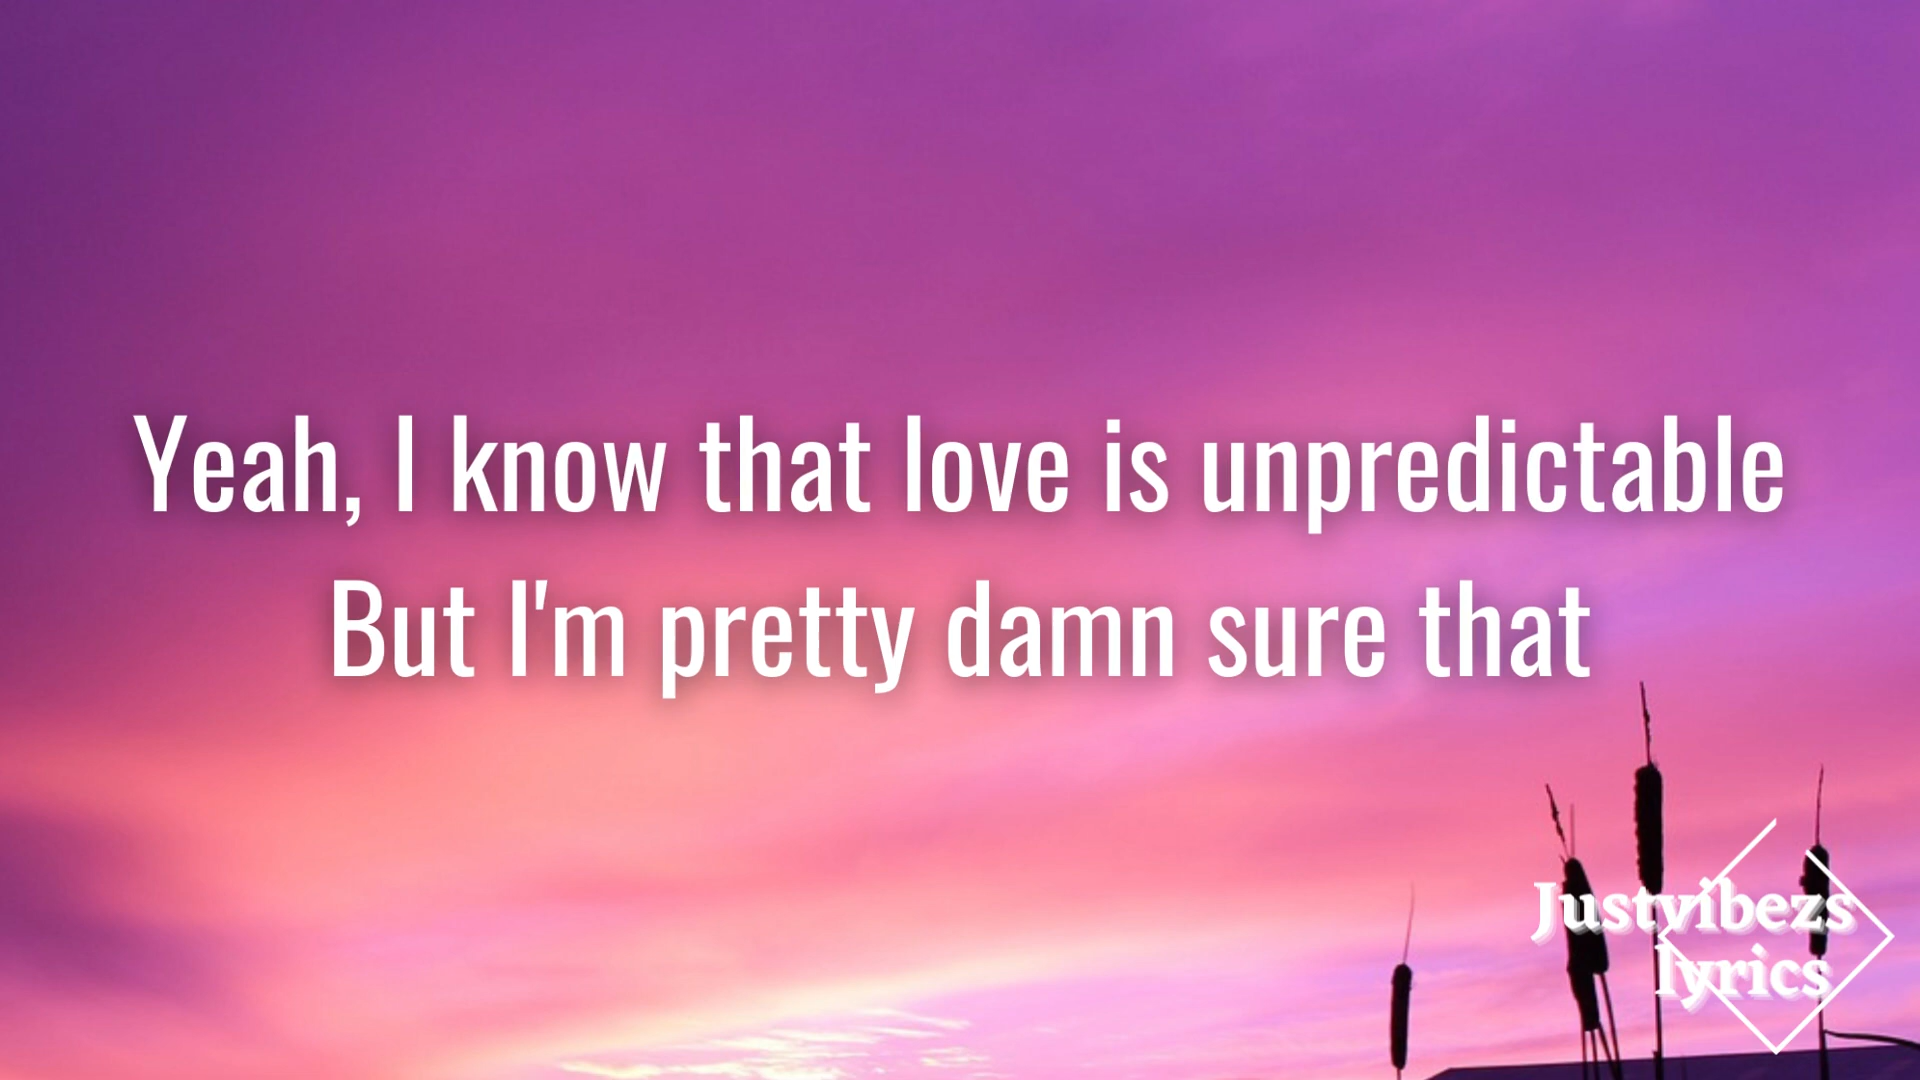 Yeah, I know that love is unpredictable
But I'm pretty damn sure that
Justvibezs
lyrics